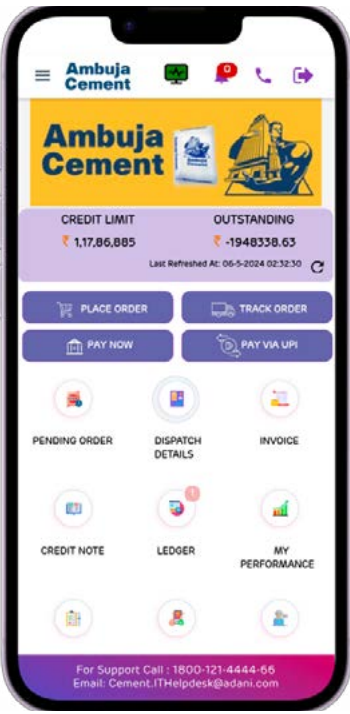 Ambuja
Cement
0
Ambuja
Cement
CREDIT LIMIT OUTSTANDING
₹ 1,17,86,885 ₹ -1948338.63
Last Refreshed At: 06-5-2024 02:32:30
PLACE ORDER TRACK ORDER
PAY NOW PAY VIA UPI
PENDING ORDER DISPATCH INVOICE
DETAILS
1
CREDIT NOTE LEDGER MY
PERFORMANCE
For Support Call : 1800-121-4444-66
Email: Cement.ITHelpdesk@adani.com